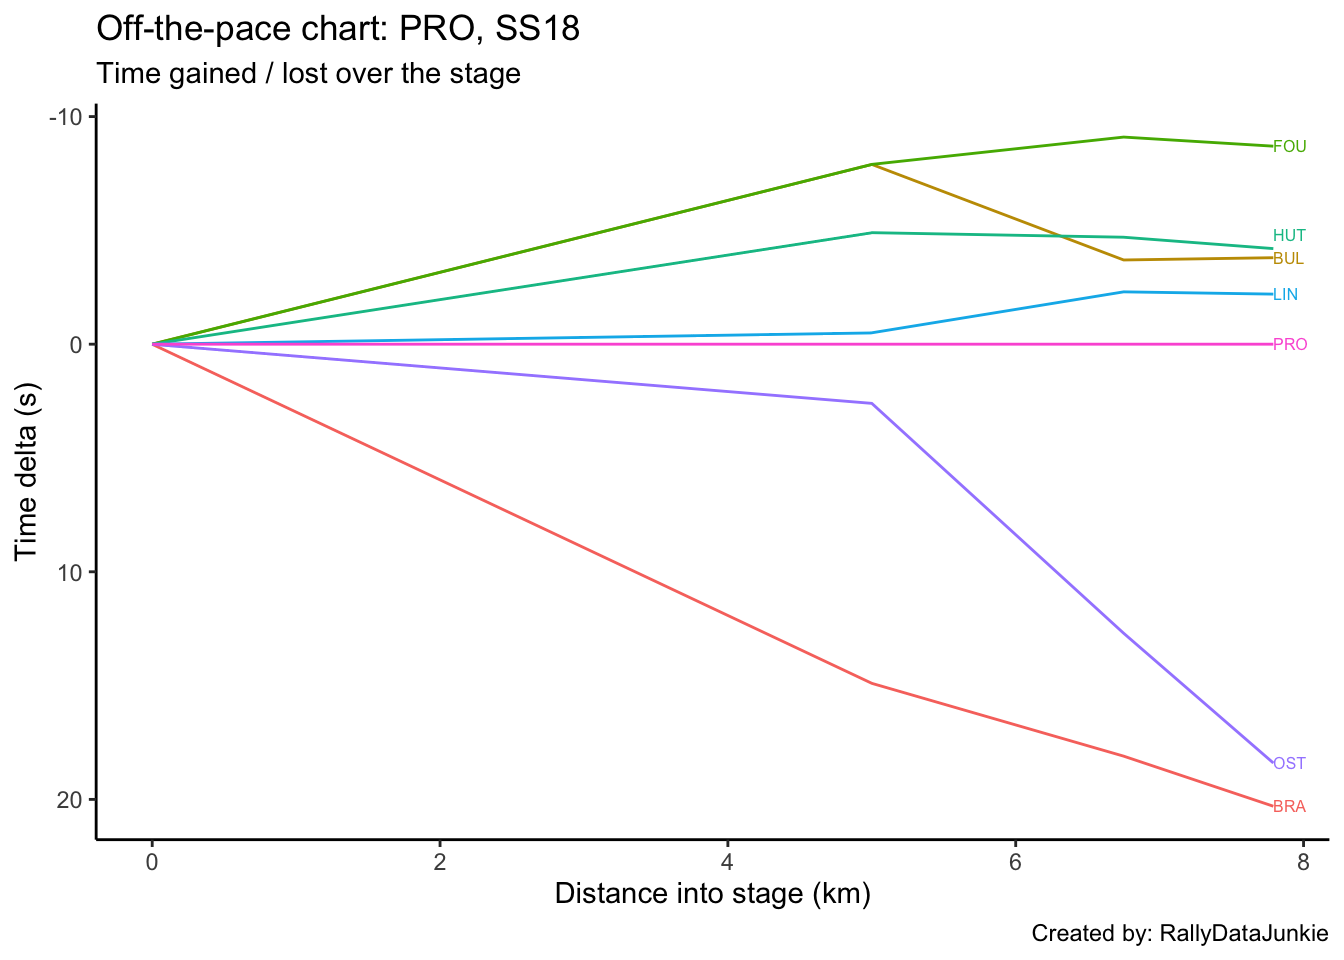 Off-the-pace chart: PRO, SS18
Time gained / lost over the stage
-10
0
10
20
Time delta (s)
FOU
HUT
BUL
LIN
PRO
OST
BRA
0 2 4 6 8
Distance into stage (km)
Created by: RallyDataJunkie